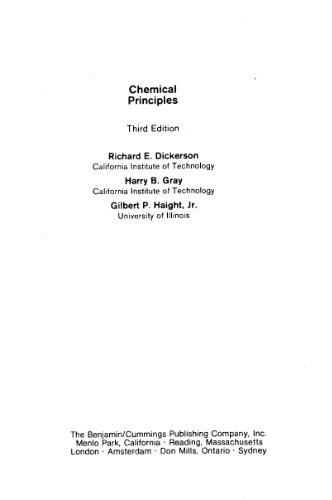 Chemical
Principles
Third Edition
Richard E. Dickerson
California Institute of Technology
Harry B. Gray
California Institute of Technology
Gilbert P. Haight, Jr.
University of Illinois
The Benjamin/Cummings Publishing Company, Inc.
Menlo Park, California · Reading, Massachusetts
London · Amsterdam · Don Mills, Ontario · Sydney